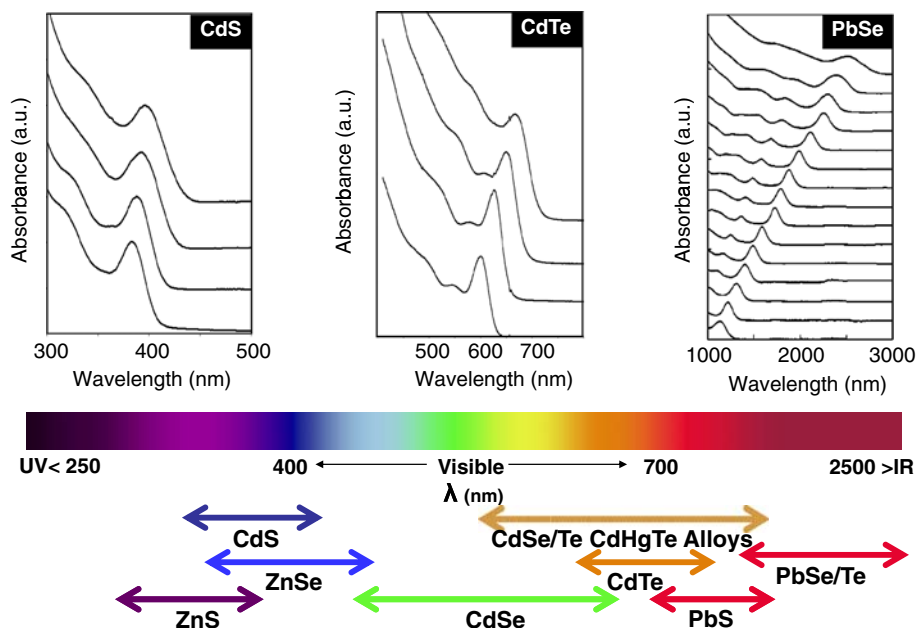 CdS
CdTe
PbSe
Absorbance (a.u.)
Absorbance (a.u.)
Absorbance (a.u.)
300 400 500
500 600 700
1000 2000 3000
Wavelength (nm)
Wavelength (nm)
Wavelength (nm)
UV< 250 400 Visible 700 2500 >IR
λ (nm)
CdS
CdSe/Te CdHgTe Alloys
ZnSe
CdTe
PbSe/Te
ZnS
CdSe
PbS